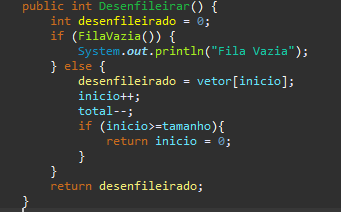 public int Desenfileirar() {
int desenfileirado = 0;
if (FilaVazia()) {
System.out.println("Fila Vazia");
} else {
desenfileirado = vetor[inicio];
inicio++;
total--;
if (inicio>=tamanho){
return inicio = 0;
}
}
return desenfileirado;
}